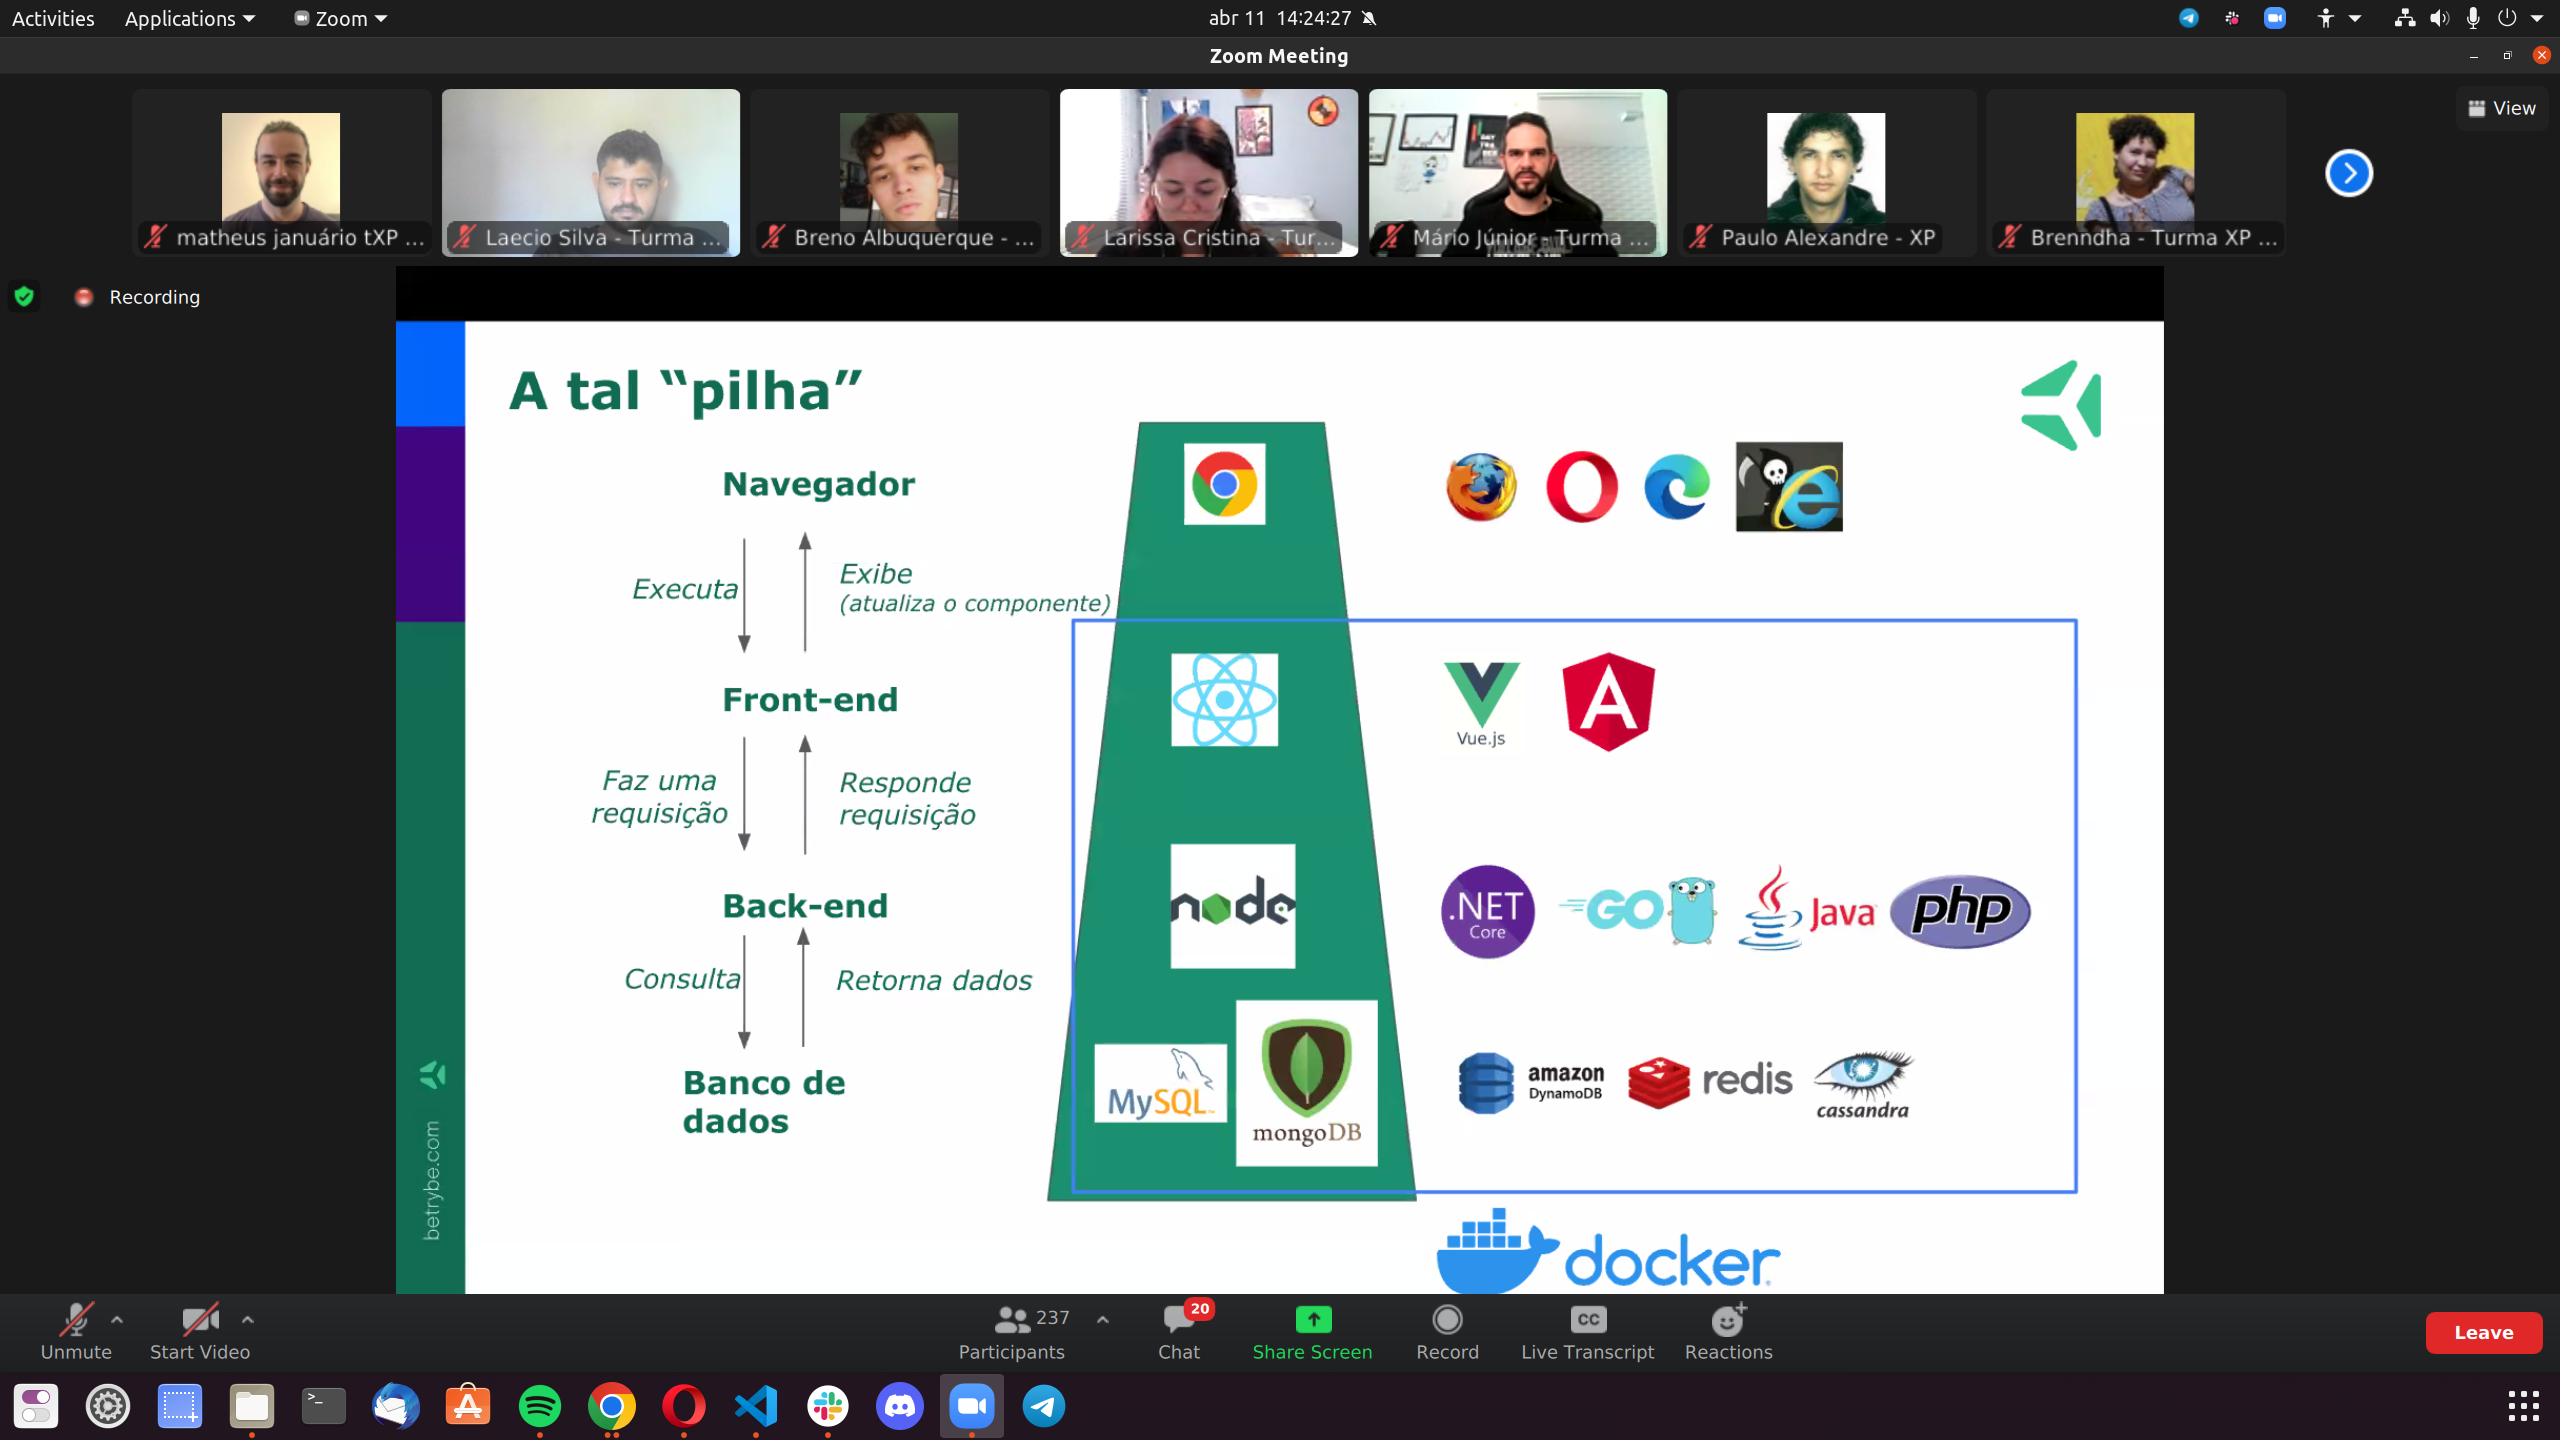 Activities Applications Zoom abr 11 14:24:27
Zoom Meeting
View
matheus januário tXP ...
Laecio Silva - Turma ...
Breno Albuquerque - ...
Larissa Cristina - Tur...
Mário Júnior - Turma ...
Paulo Alexandre - XP
Brenndha - Turma XP ...
Recording
A tal “pilha”
Navegador
Executa
Exibe
(atualiza o componente)
Front-end
Vue.js
A
Faz uma
requisição
Responde
requisição
Back-end
node
.NET
Core
GO
Java
php
Consulta
Retorna dados
Banco de
dados
MySQL
mongoDB
amazon
DynamoDB
redis
cassandra
docker
betrybe.com
Unmute
Start Video
237
Participants
20
Chat
Share Screen
Record
CC
Live Transcript
Reactions
Leave